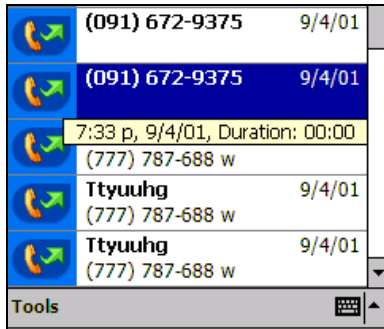 (091) 672-9375 9/4/01
(091) 672-9375 9/4/01
7:33 p, 9/4/01, Duration: 00:00
(777) 787-688 w
Ttyuuhg 9/4/01
(777) 787-688 w
Ttyuuhg 9/4/01
(777) 787-688 w
Tools